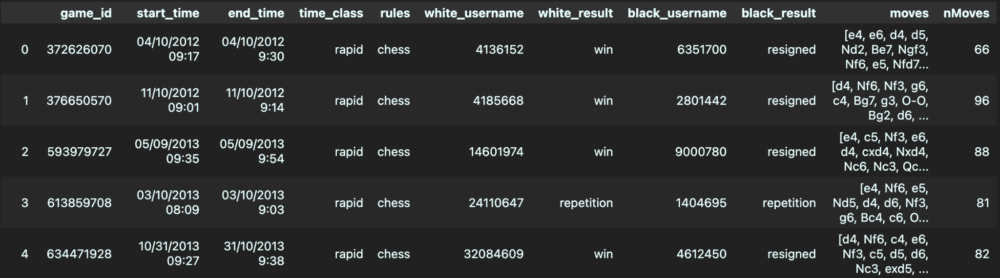 game_id start_time end_time time_class rules white_username white_result black_username black_result moves nMoves
0 372626070 04/10/2012 09:17 04/10/2012 9:30 rapid chess 4136152 win 6351700 resigned [e4, e6, d4, d5, Nd2, Be7, Ngf3, Nf6, e5, Nfd7... 66
1 376650570 11/10/2012 09:01 11/10/2012 9:14 rapid chess 4185668 win 2801442 resigned [d4, Nf6, Nf3, g6, c4, Bg7, g3, O-O, Bg2, d6, ... 96
2 593979727 05/09/2013 09:35 05/09/2013 9:54 rapid chess 14601974 win 9000780 resigned [e4, c5, Nf3, e6, d4, cxd4, Nxd4, Nc6, Nc3, Qc... 88
3 613859708 03/10/2013 08:09 03/10/2013 9:03 rapid chess 24110647 repetition 1404695 repetition [e4, Nf6, e5, Nd5, d4, d6, Nf3, g6, Bc4, c6, O... 81
4 634471928 10/31/2013 09:27 31/10/2013 9:38 rapid chess 32084609 win 4612450 resigned [d4, Nf6, c4, e6, Nf3, c5, d5, d6, Nc3, exd5, ... 82